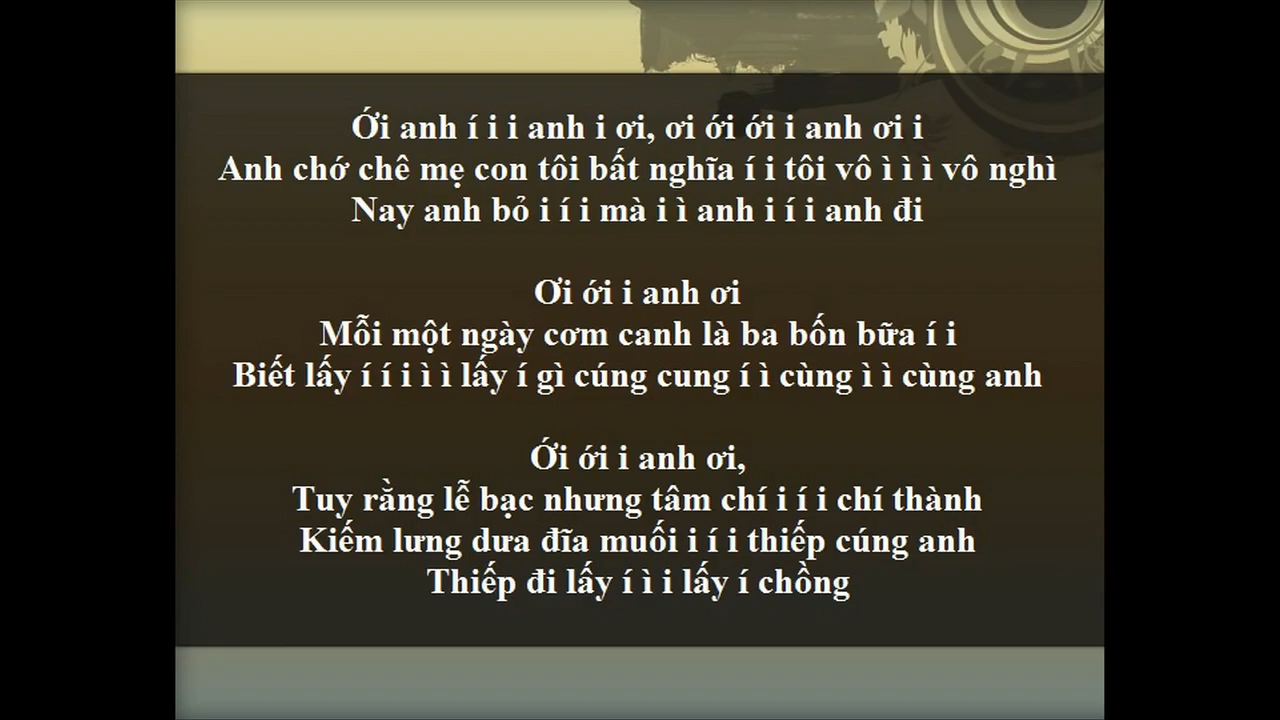 Ới anh í i i anh i ơi, ơi ới ới i anh ơi i
Anh chớ chê mẹ con tôi bất nghĩa í i tôi vô ì ì ì vô nghì
Nay anh bỏ i í i mà i ì anh i í i anh đi
Ơi ới i anh ơi
Mỗi một ngày cơm canh là ba bốn bữa í i
Biết lấy í í i ì ì lấy í gì cúng cung í ì cùng ì ì cùng anh
Ới ới i anh ơi,
Tuy rằng lễ bạc nhưng tâm chí i í i chí thành
Kiếm lưng dưa đĩa muối i í i thiếp cúng anh
Thiếp đi lấy í ì i lấy í chồng